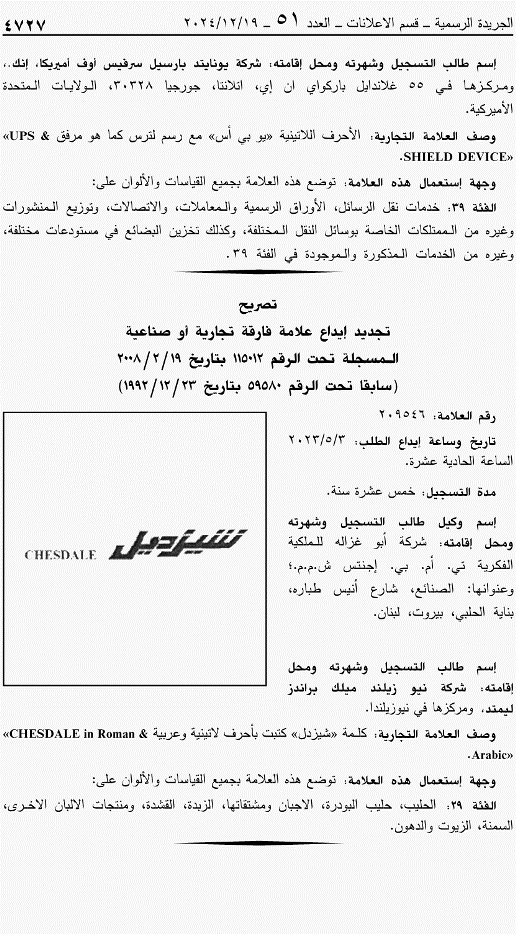 الجريدة الرسمية ــ قسم الاعلانات ــ العدد ٥١ ــ ٢٠٢٤/١٢/١٩
٤٧٢٧
إسم طالب التسجيل وشهرته ومحل إقامته: شركة يونايتد بارسيل سرفيس أوف أميريكا، إنك.،
ومركزها في ٥٥ غلاندايل باركواي ان إي، اتلانتا، جورجيا ٣٠٣٢٨، الولايات المتحدة
الأميركية.
وصف العلامة التجارية: الأحرف اللاتينية «يو بي أس» مع رسم لترس كما هو مرفق «UPS &
SHIELD DEVICE».
وجهة إستعمال هذه العلامة: توضع هذه العلامة بجميع القياسات والألوان على:
الفئة ٣٩: خدمات نقل الرسائل، الأوراق الرسمية والمعاملات، والاتصالات، وتوزيع المنشورات
وغيره من الممتلكات الخاصة بوسائل النقل المختلفة، وكذلك تخزين البضائع في مستودعات مختلفة،
وغيره من الخدمات المذكورة والموجودة في الفئة ٣٩.
تصريح
تجديد إيداع علامة فارقة تجارية أو صناعية
المسجلة تحت الرقم ١١٥٠١٢ بتاريخ ٢٠٠٨/٢/١٩
(سابقا تحت الرقم ٥٩٥٨٠ بتاريخ ١٩٩٢/١٢/٢٣)
رقم العلامة: ٢٠٩٥٤٦
تاريخ وساعة إيداع الطلب: ٢٠٢٣/٥/٣
الساعة الحادية عشرة.
مدة التسجيل: خمس عشرة سنة.
إسم وكيل طالب التسجيل وشهرته
ومحل إقامته: شركة أبو غزاله للملكية
الفكرية تي. أم. بي. إجنتس ش.م.م.؛
وعنوانها: الصنائع، شارع أنيس طباره،
بناية الحلبي، بيروت، لبنان.
شيزديل CHESDALE
إسم طالب التسجيل وشهرته ومحل
إقامته: شركة نيو زيلند ميلك براندز
ليمتد، ومركزها في نيوزيلندا.
وصف العلامة التجارية: كلمة «شيزدل» كتبت بأحرف لاتينية وعربية «CHESDALE in Roman &
Arabic».
وجهة إستعمال هذه العلامة: توضع هذه العلامة بجميع القياسات والألوان على:
الفئة ٢٩: الحليب، حليب البودرة، الاجبان ومشتقاتها، الزبدة، القشدة، ومنتجات الالبان الاخرى،
السمنة، الزيوت والدهون.